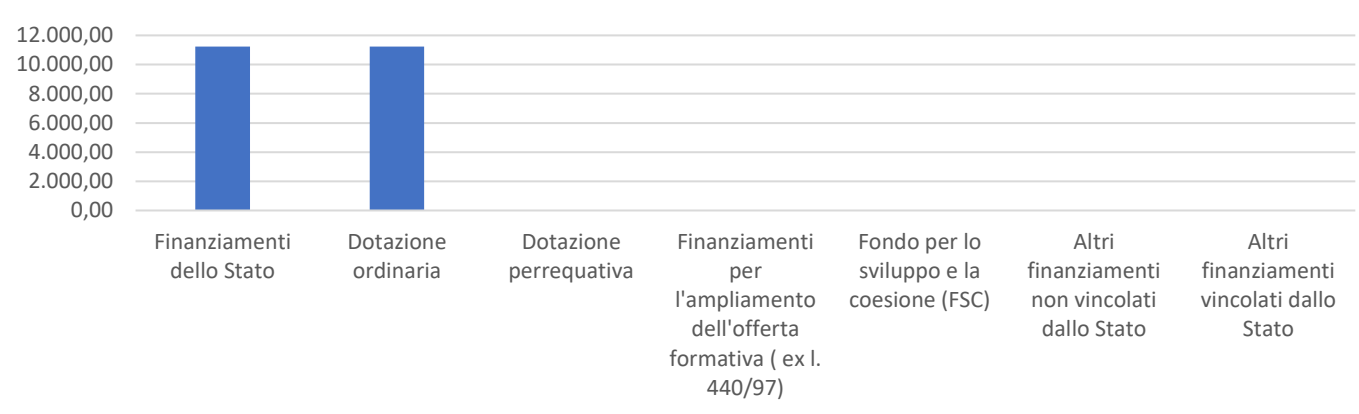 12.000,00
10.000,00
8.000,00
6.000,00
4.000,00
2.000,00
0,00
Finanziamenti
dello Stato
Dotazione
ordinaria
Dotazione
perrequativa
Finanziamenti
per
l'ampliamento
dell'offerta
formativa ( ex l.
440/97)
Fondo per lo
sviluppo e la
coesione (FSC)
Altri
finanziamenti
non vincolati
dallo Stato
Altri
finanziamenti
vincolati dallo
Stato